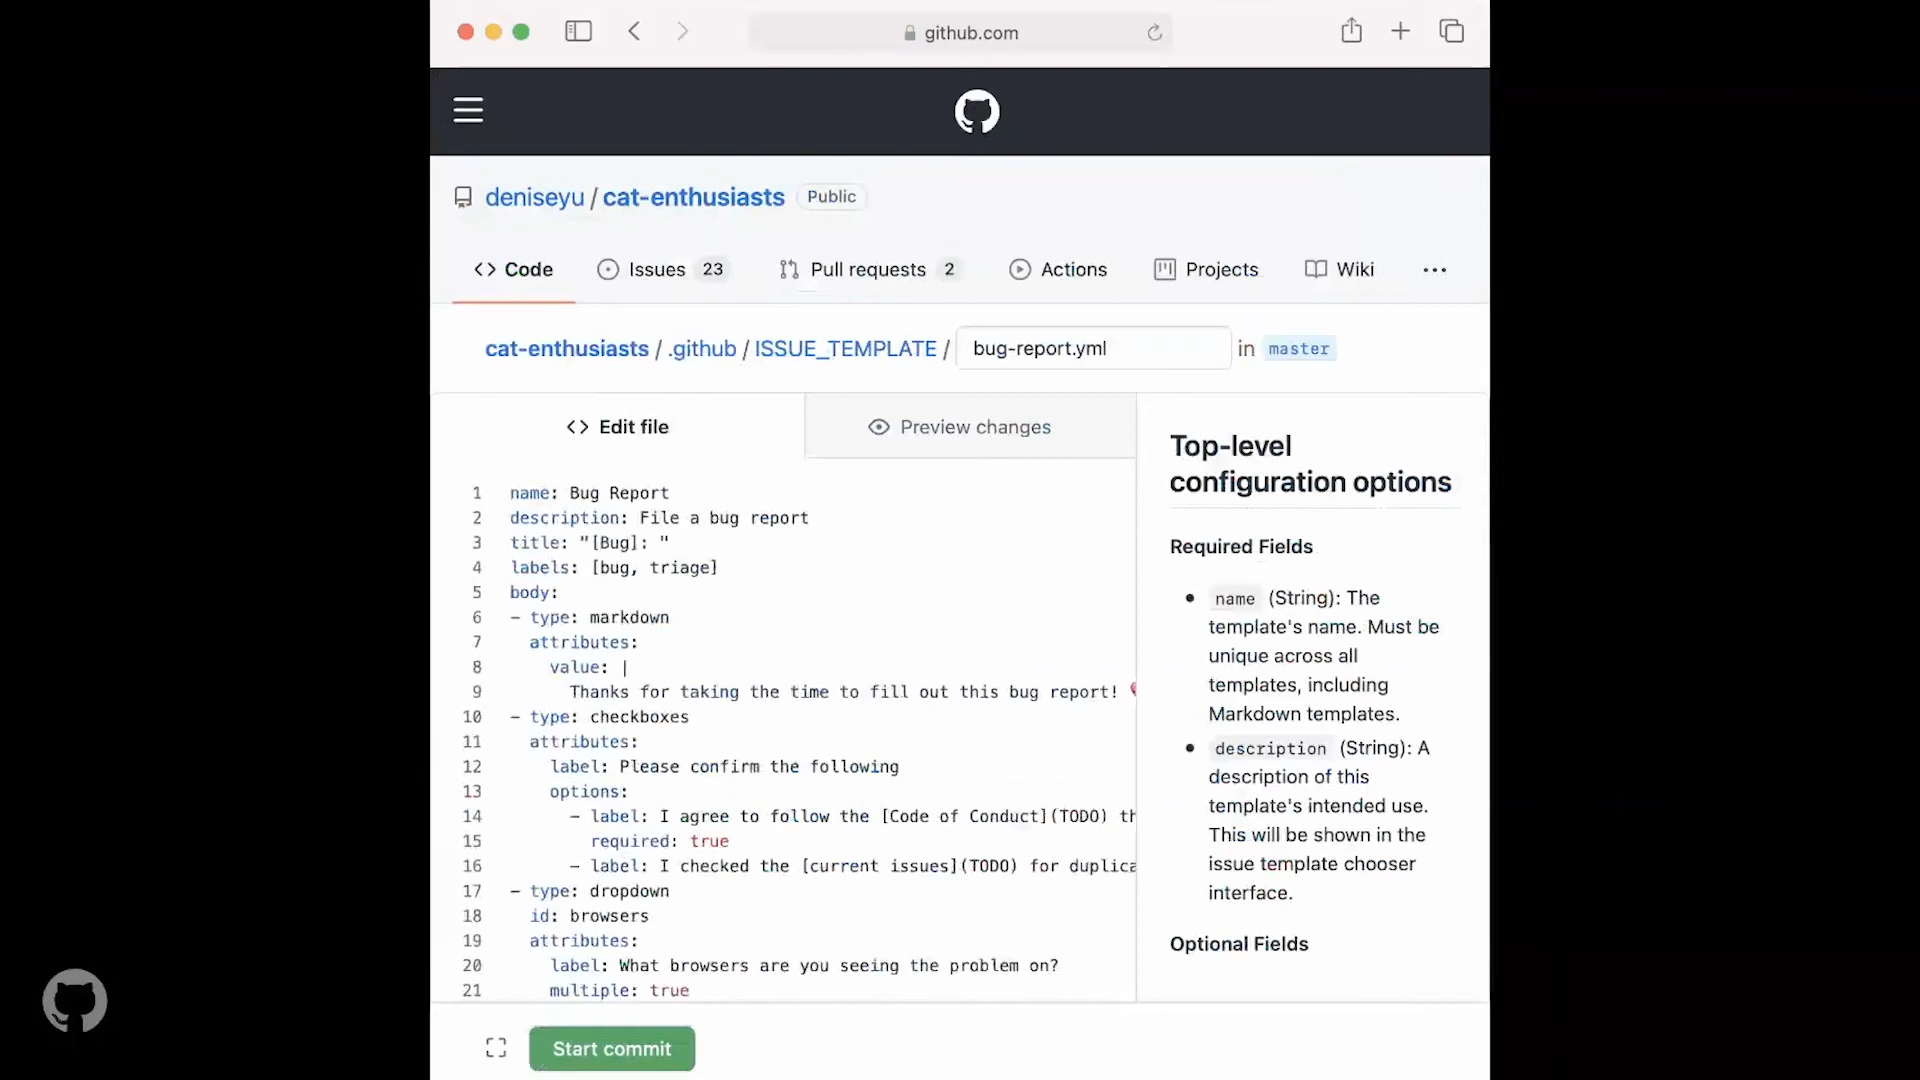 github.com
deniseyu / cat-enthusiasts Public
Code Issues 23 Pull requests 2 Actions Projects Wiki ...
cat-enthusiasts / .github / ISSUE_TEMPLATE / bug-report.yml in master
<> Edit file
Preview changes
1 name: Bug Report
2 description: File a bug report
3 title: "[Bug]: "
4 labels: [bug, triage]
5 body:
6 - type: markdown
7 attributes:
8 value: |
9 Thanks for taking the time to fill out this bug report!
10 - type: checkboxes
11 attributes:
12 label: Please confirm the following
13 options:
14 - label: I agree to follow the [Code of Conduct](TODO) th
15 required: true
16 - label: I checked the [current issues](TODO) for duplica
17 - type: dropdown
18 id: browsers
19 attributes:
20 label: What browsers are you seeing the problem on?
21 multiple: true
Top-level
configuration options
Required Fields
name (String): The
template's name. Must be
unique across all
templates, including
Markdown templates.
description (String): A
description of this
template's intended use.
This will be shown in the
issue template chooser
interface.
Optional Fields
Start commit